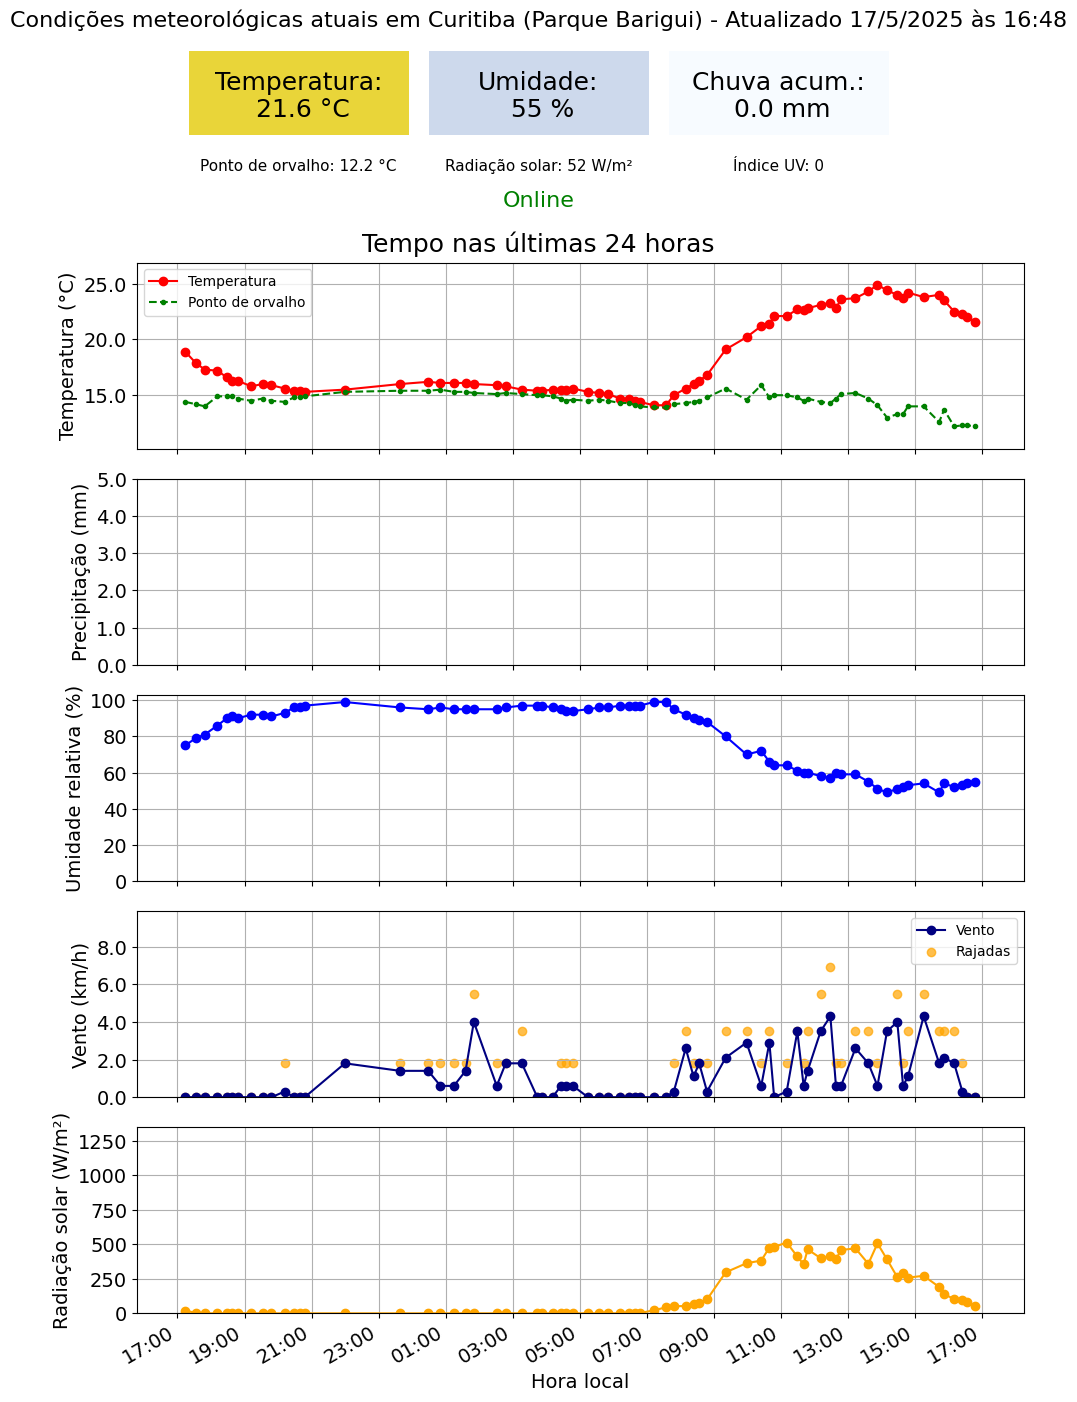 Condições meteorológicas atuais em Curitiba (Parque Barigui) - Atualizado 17/5/2025 às 16:48
Temperatura:
21.6 °C
Umidade:
55 %
Chuva acum.:
0.0 mm
Ponto de orvalho: 12.2 °C
Radiação solar: 52 W/m²
Índice UV: 0
Online
Tempo nas últimas 24 horas
Temperatura (°C)
25.0
20.0
15.0
Temperatura
Ponto de orvalho
Precipitação (mm)
5.0
4.0
3.0
2.0
1.0
0.0
Umidade relativa (%)
100
80
60
40
20
0
Vento (km/h)
8.0
6.0
4.0
2.0
0.0
Vento
Rajadas
Radiação solar (W/m²)
1250
1000
750
500
250
0
17:00
19:00
21:00
23:00
01:00
03:00
05:00
07:00
09:00
11:00
13:00
15:00
17:00
Hora local